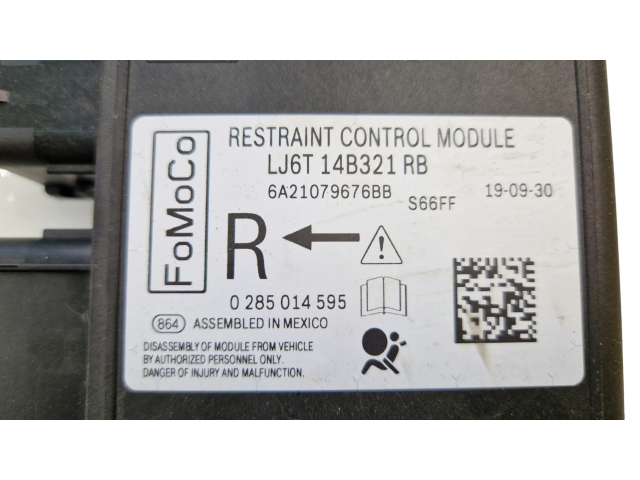 FoMoCo
RESTRAINT CONTROL MODULE
LJ6T 14B321 RB
6A21079676BB S66FF 19-09-30
R
0 285 014 595
864 ASSEMBLED IN MEXICO
DISASSEMBLY OF MODULE FROM VEHICLE
BY AUTHORIZED PERSONNEL ONLY.
DANGER OF INJURY AND MALFUNCTION.